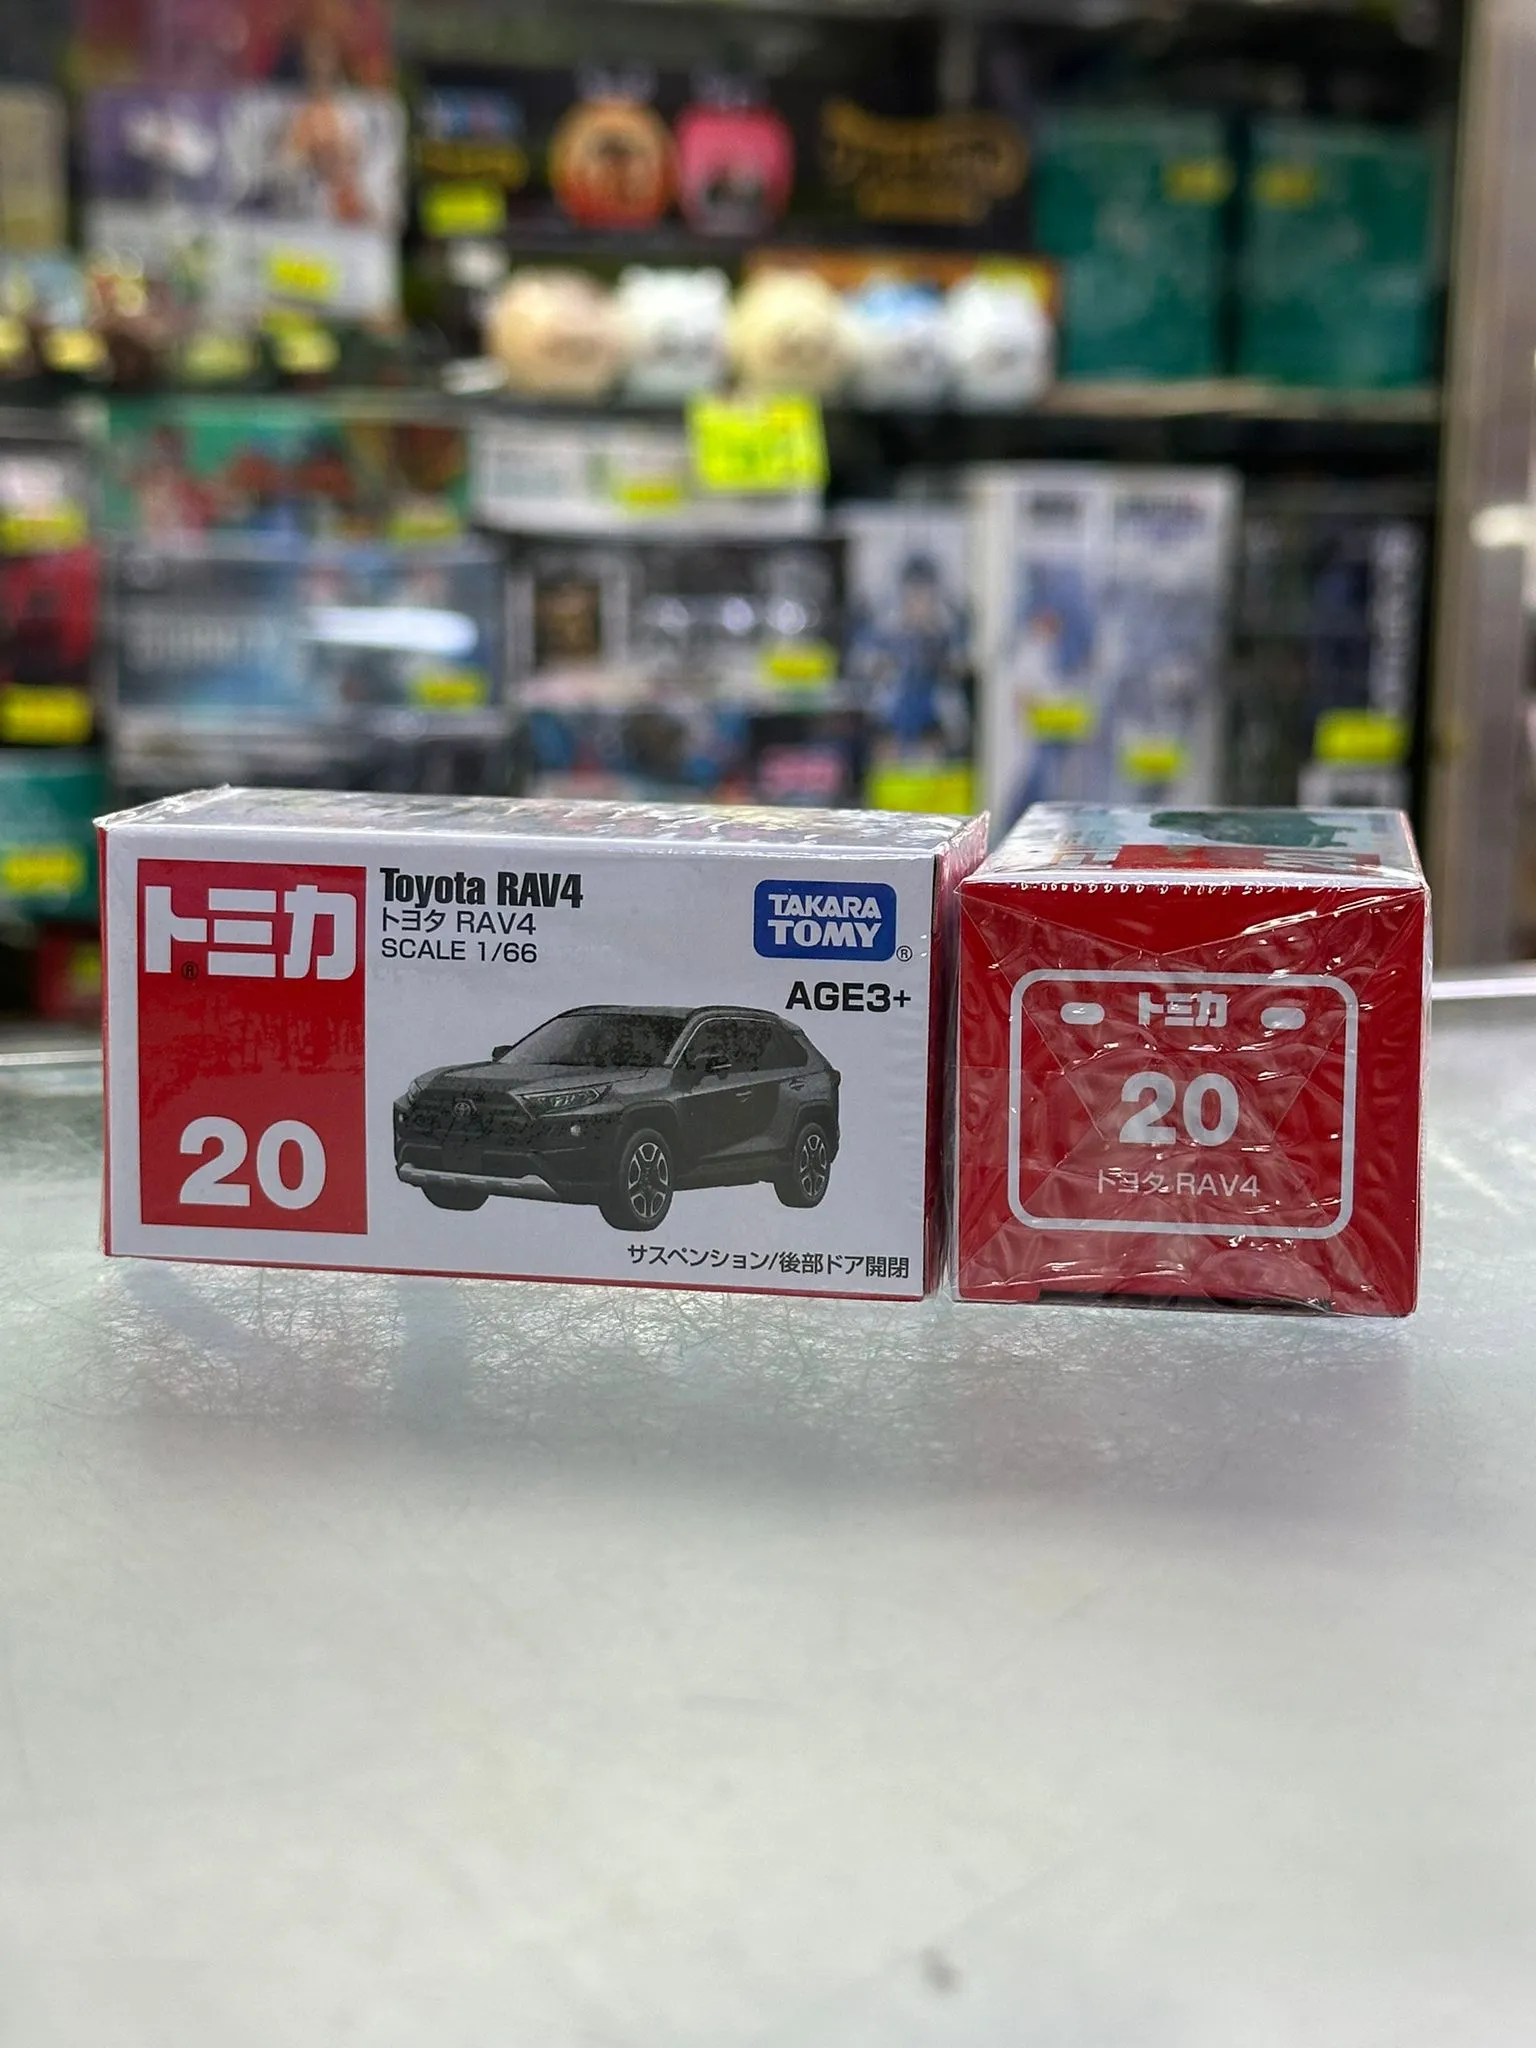 トミカ
®
20
Toyota RAV4
トヨタ RAV4
SCALE 1/66
TAKARA
TOMY
®
AGE3+
サスペンション/後部ドア開閉
トミカ
20
トヨタ RAV4